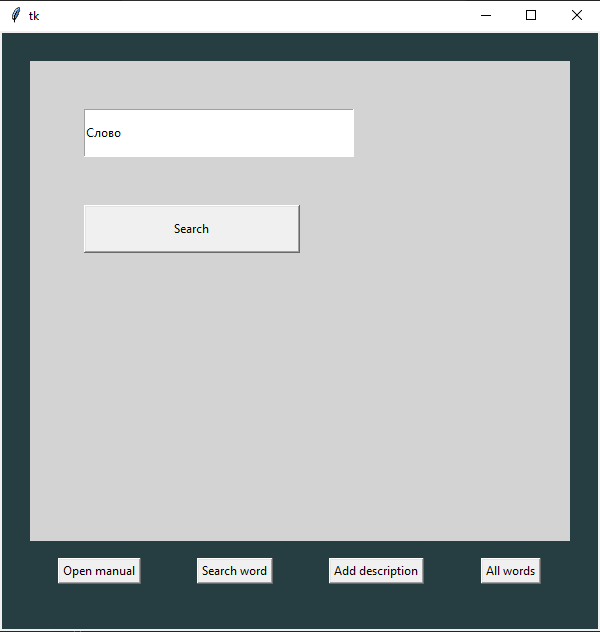 tk
Слово
Search
Open manual
Search word
Add description
All words